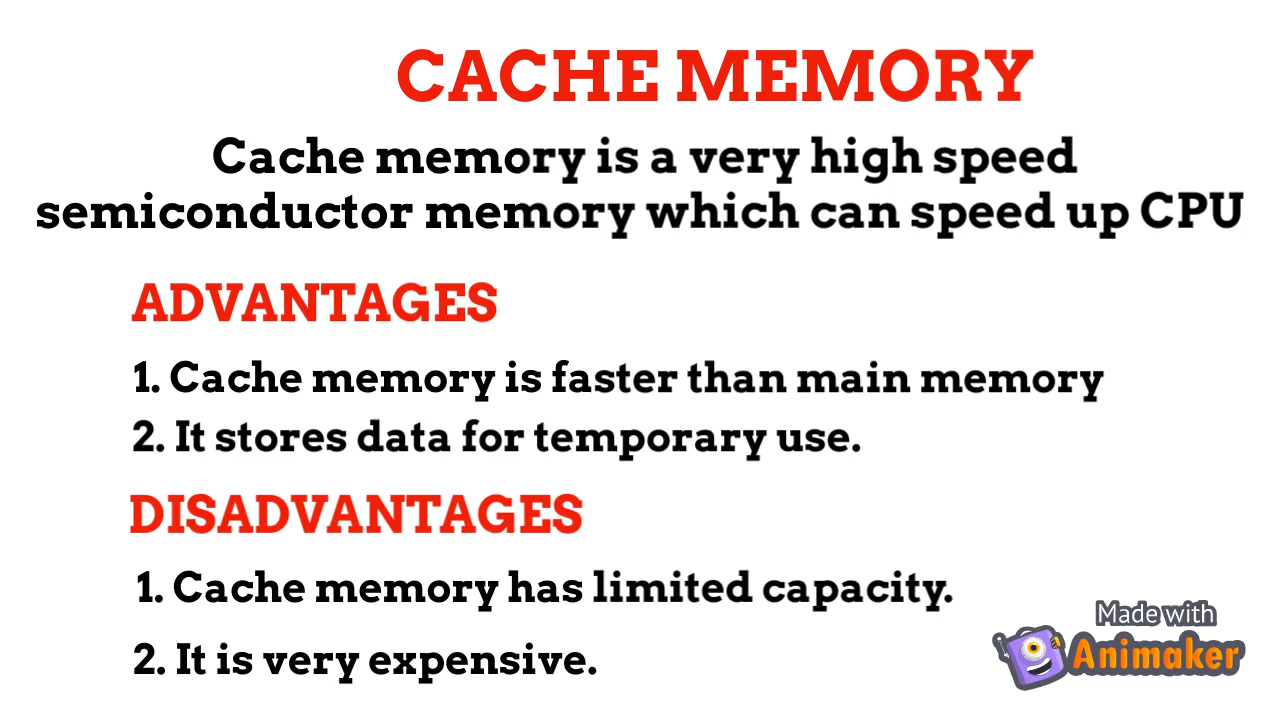 CACHE MEMORY
Cache memory is a very high speed
semiconductor memory which can speed up CPU
ADVANTAGES
1. Cache memory is faster than main memory
2. It stores data for temporary use.
DISADVANTAGES
1. Cache memory has limited capacity.
2. It is very expensive.
Made with
Animaker